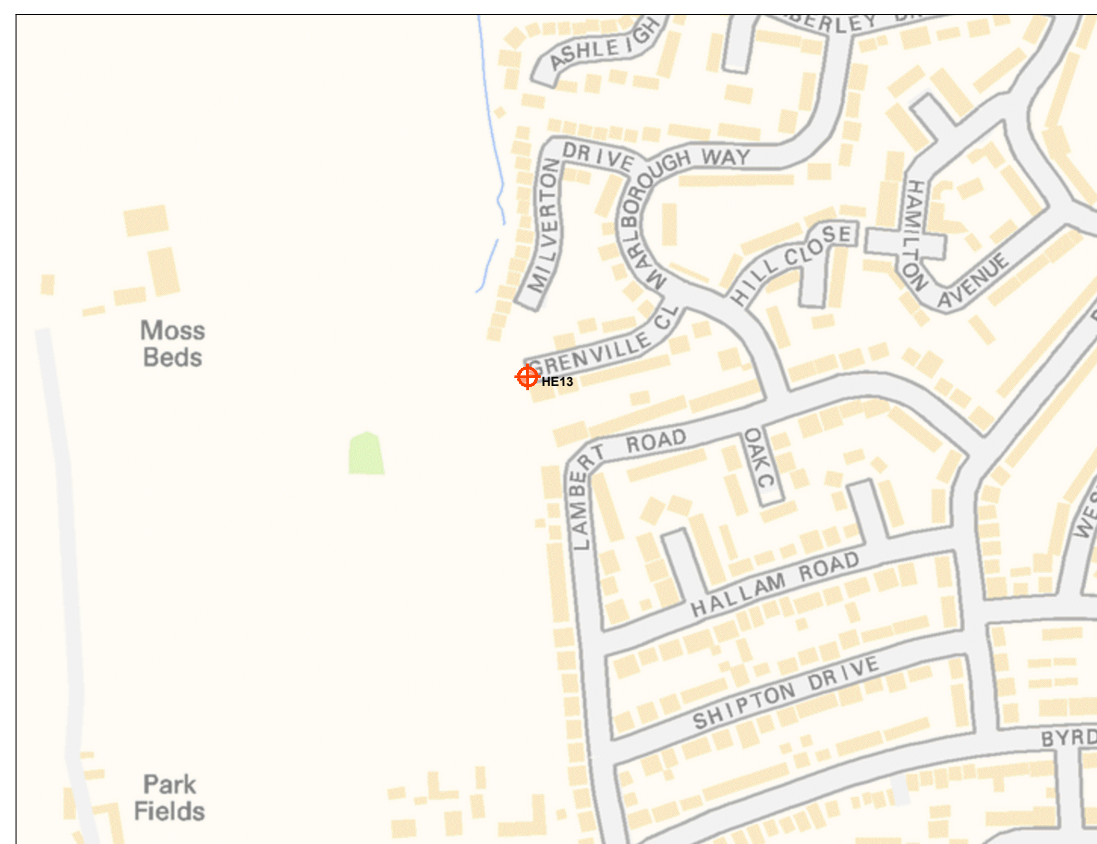 ASHLEIGH
BERLEY DR
DRIVE
MARLBOROUGH WAY
MILVERTON
HILL CLOSE
HAMILTON
AVENUE
Moss
Beds
GRENVILLE CL
HE13
LAMBERT ROAD
OAK C
WES
HALLAM ROAD
SHIPTON DRIVE
BYRD
Park
Fields